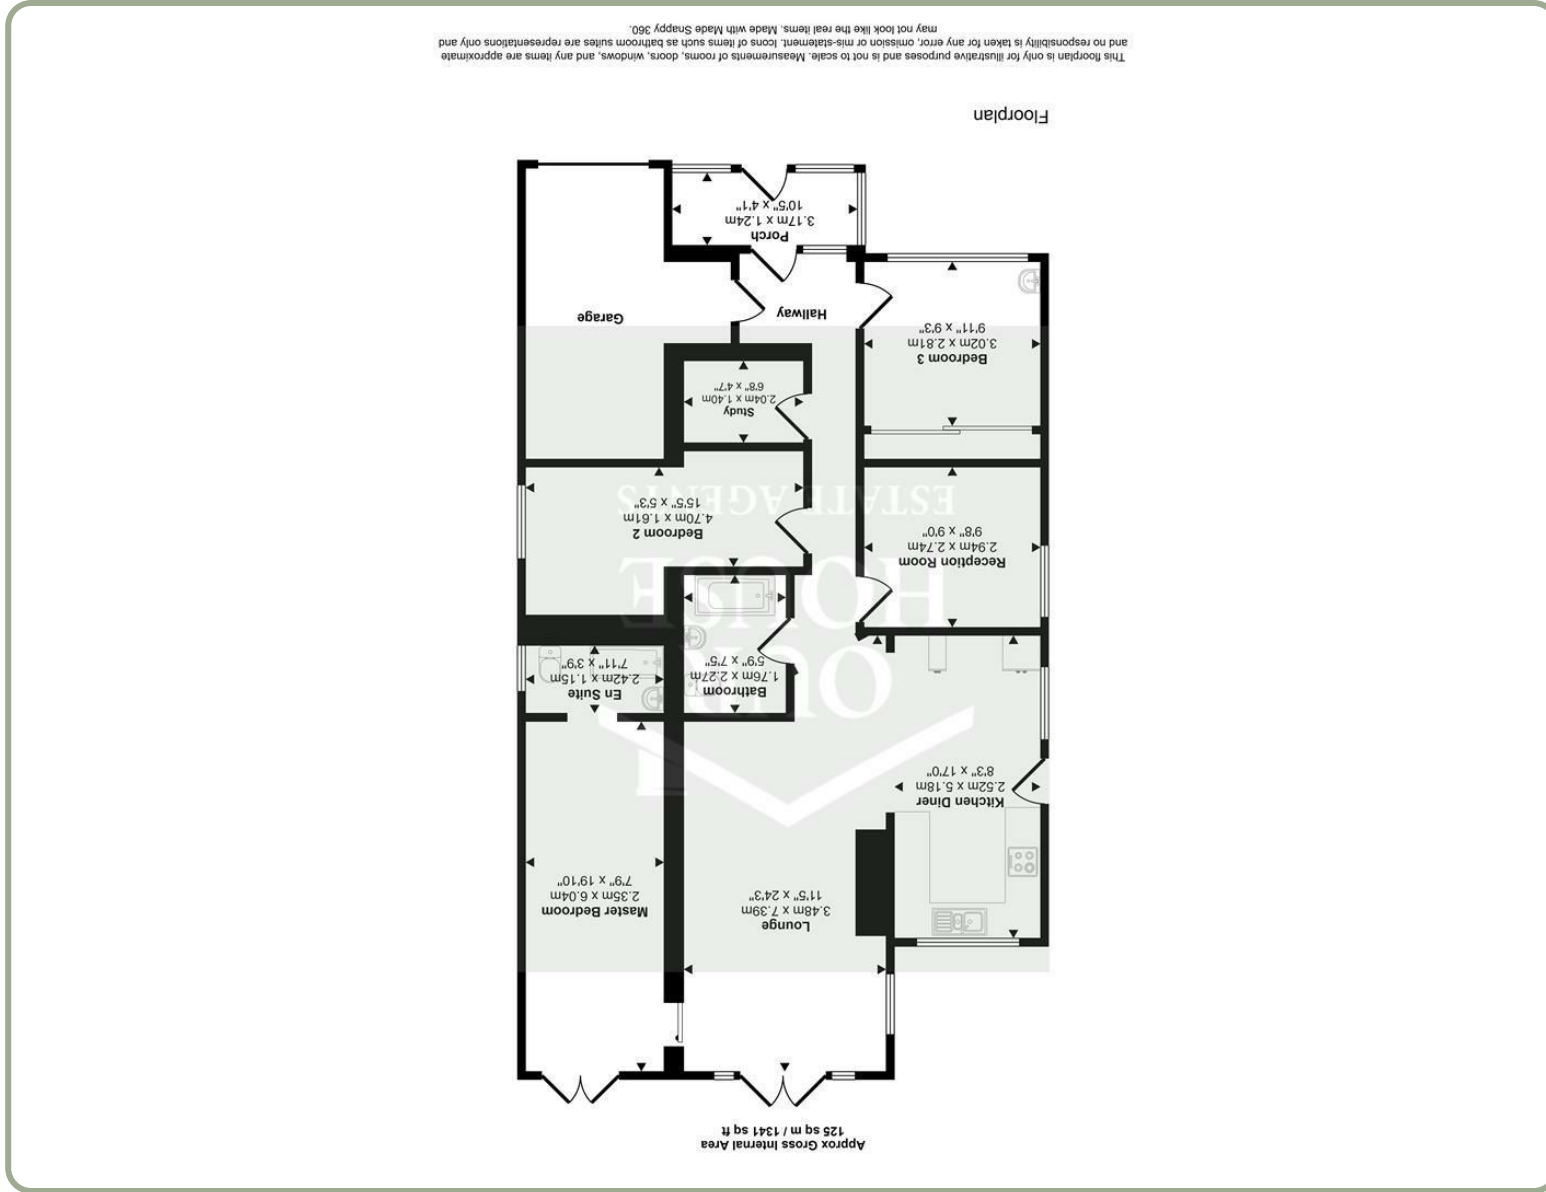 Approx Gross Internal Area
125 sq m / 1341 sq ft
Lounge
3.48m x 7.39m
11'5" x 24'3"
Master Bedroom
2.35m x 6.04m
7'9" x 19'10"
Kitchen Diner
2.52m x 5.18m
8'3" x 17'0"
Bathroom
1.76m x 2.27m
5'9" x 7'5"
En Suite
2.42m x 1.15m
7'11" x 3'9"
Reception Room
2.94m x 2.74m
9'8" x 9'0"
Bedroom 2
4.70m x 1.61m
15'5" x 5'3"
Study
2.04m x 1.40m
6'8" x 4'7"
Bedroom 3
3.02m x 2.81m
9'11" x 9'3"
Hallway
Garage
Porch
3.17m x 1.24m
10'5" x 4'1"
OUR
HOUSE
ESTATE AGENTS
Floorplan
This floorplan is only for illustrative purposes and is not to scale. Measurements of rooms, doors, windows, and any items are approximate
and no responsibility is taken for any error, omission or mis-statement. Icons of items such as bathroom suites are representations only and
may not look like the real items. Made with Made Snappy 360.